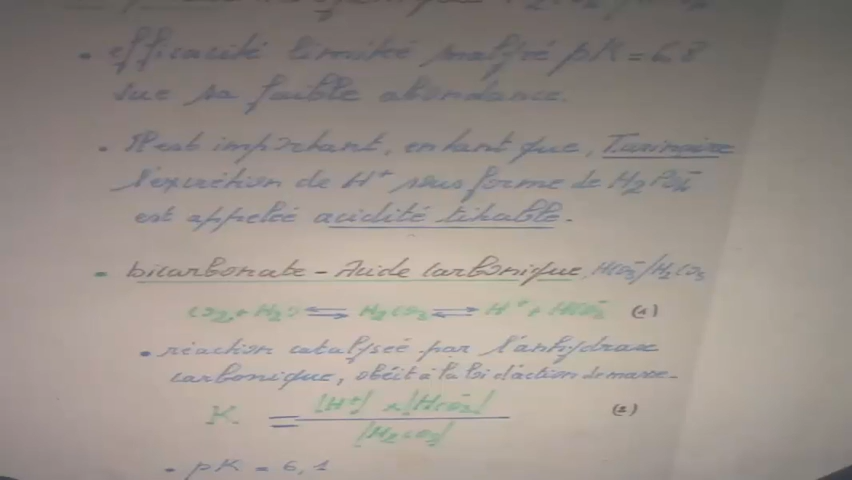 • efficacité limitée malgré pK = 6,8
vue sa faible abondance.
• Il est important, en tant que,
l'excrétion de H⁺ sous forme de H₂PO₄⁻
est appelée acidité titrable.
- bicarbonate - Acide carbonique, HCO₃⁻/H₂CO₃
CO₂ + H₂O ⇌ H₂CO₃ ⇌ H⁺ + HCO₃⁻ (1)
• réaction catalysée par l'anhydrase
carbonique, obéit à la loi d'action de masse.
K = [H⁺] x [HCO₃⁻] / [H₂CO₃] (2)
• pK = 6,1